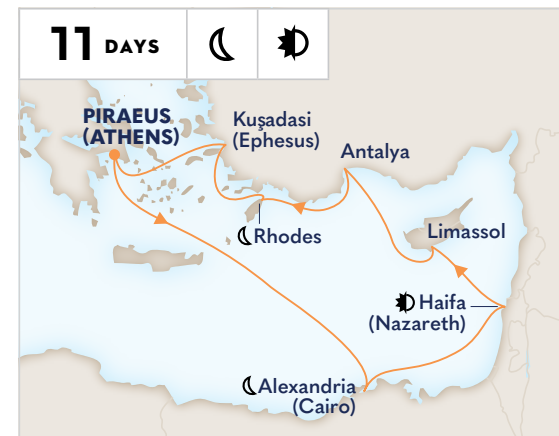 11 DAYS
PIRAEUS
(ATHENS)
Kuşadasi
(Ephesus)
Antalya
Rhodes
Limassol
Haifa
(Nazareth)
Alexandria
(Cairo)